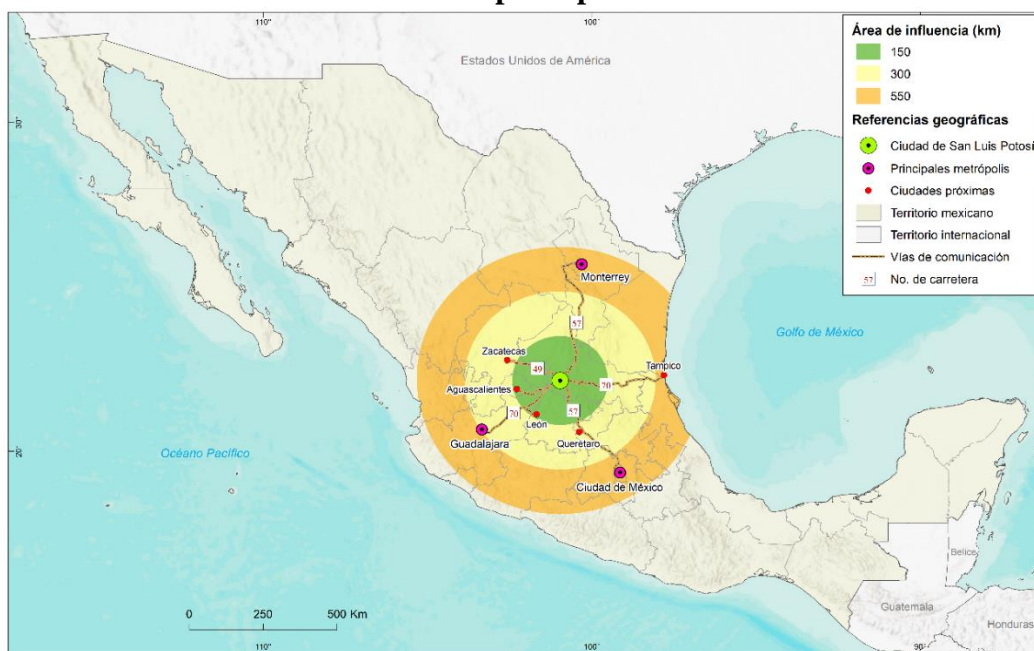 110°
100°
Estados Unidos de América
Área de influencia (km)
150
300
550
Referencias geográficas
Ciudad de San Luis Potosí
Principales metrópolis
Ciudades próximas
Territorio mexicano
Territorio internacional
Vías de comunicación
57
No. de carretera
30°
Monterrey
57
Golfo de México
Zacatecas
49
Tampico
Aguascalientes
70
70
57
León
Guadalajara
Querétaro
20°
Océano Pacífico
Ciudad de México
Belice
Guatemala
Honduras
0
250
500 Km
110°
100°
90°